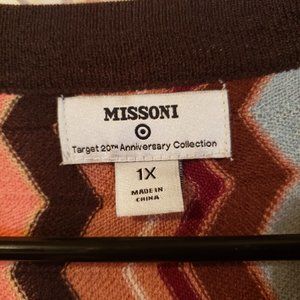 MISSONI
Target 20TH Anniversary Collection
1X
MADE IN
CHINA